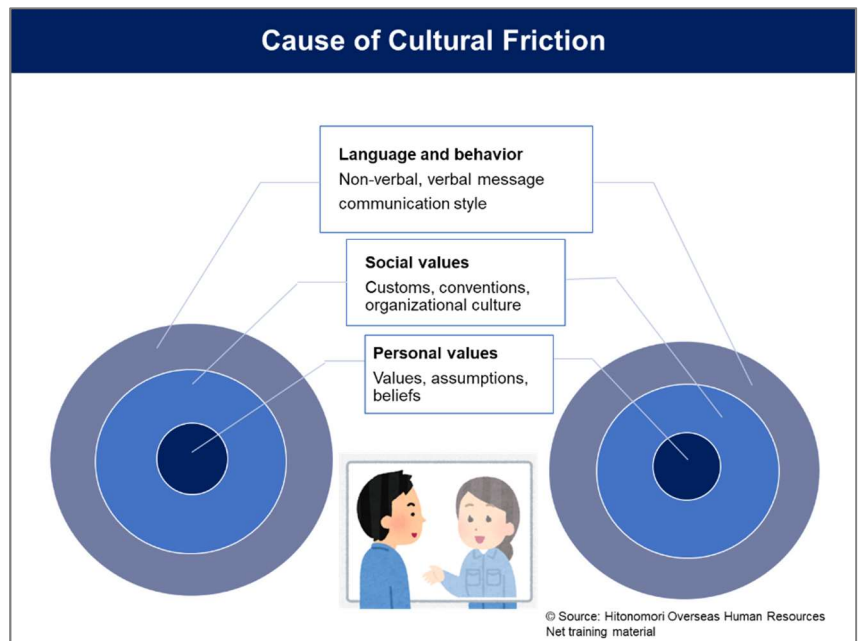 Cause of Cultural Friction
Language and behavior
Non-verbal, verbal message
communication style
Social values
Customs, conventions,
organizational culture
Personal values
Values, assumptions,
beliefs
© Source: Hitonomori Overseas Human Resources
Net training material